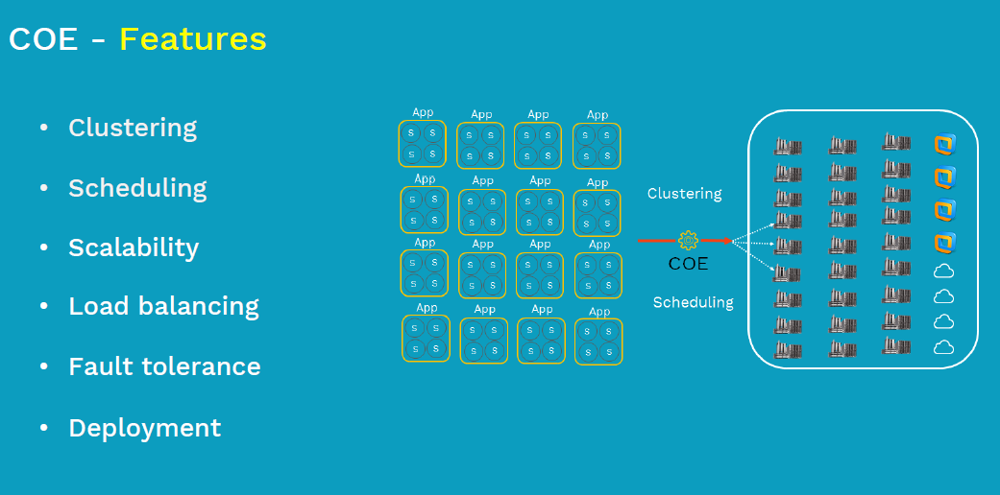 COE – Features
• Clustering
• Scheduling
• Scalability
• Load balancing
• Fault tolerance
• Deployment
App App App App
S S S S S S S S
S S S S S S S S
App App App App
S S S S S S S S
S S S S S S S S
App App App App
S S S S S S S S
S S S S S S S S
App App App App
S S S S S S S S
S S S S S S S S
Clustering
COE
Scheduling